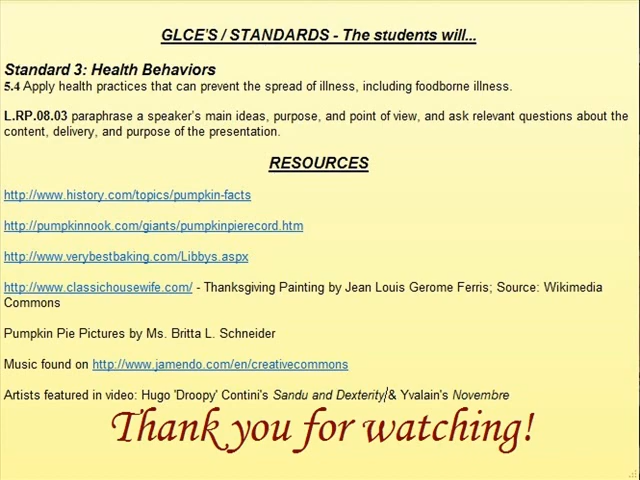 GLCE'S / STANDARDS - The students will...
Standard 3: Health Behaviors
5.4 Apply health practices that can prevent the spread of illness, including foodborne illness.
L.RP.08.03 paraphrase a speaker's main ideas, purpose, and point of view, and ask relevant questions about the
content, delivery, and purpose of the presentation.
RESOURCES
http://www.history.com/topics/pumpkin-facts
http://pumpkinnook.com/giants/pumpkinpierecord.htm
http://www.verybestbaking.com/Libbys.aspx
http://www.classichousewife.com/ - Thanksgiving Painting by Jean Louis Gerome Ferris; Source: Wikimedia
Commons
Pumpkin Pie Pictures by Ms. Britta L. Schneider
Music found on http://www.jamendo.com/en/creativecommons
Artists featured in video: Hugo 'Droopy' Contini's Sandu and Dexterity & Yvalain's Novembre
Thank you for watching!